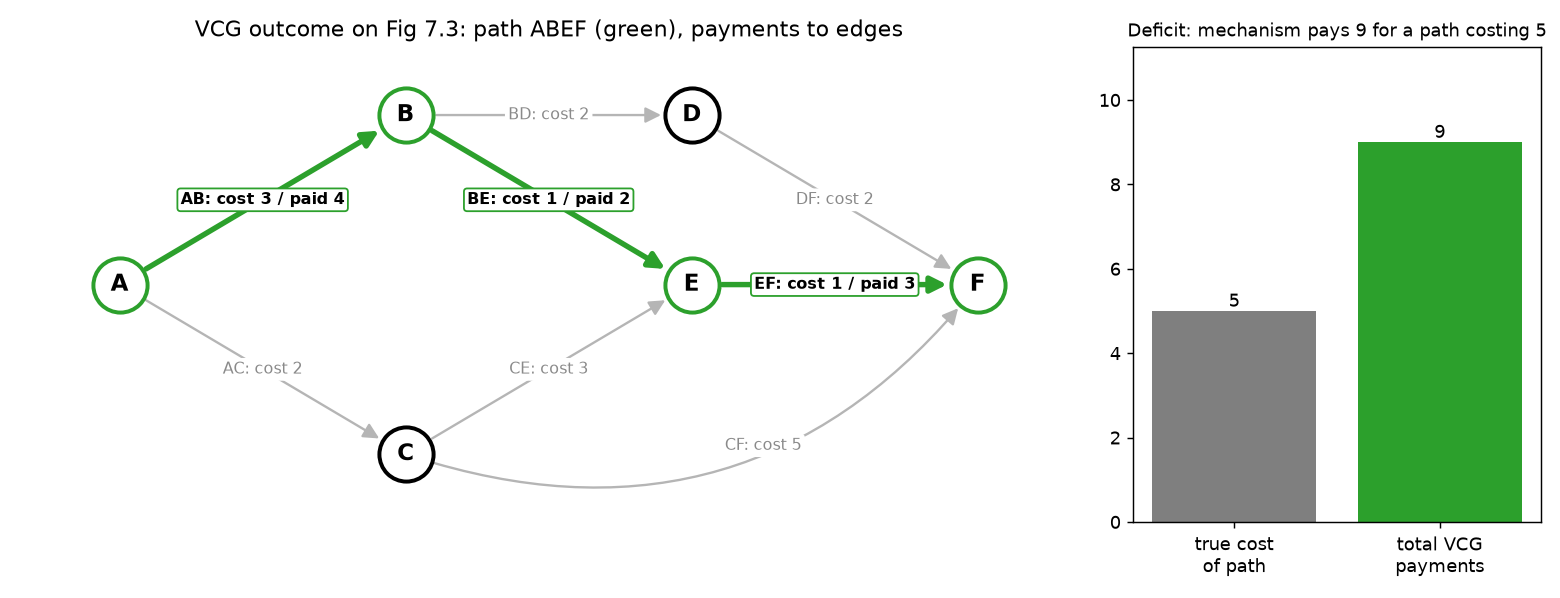 VCG outcome on Fig 7.3: path ABEF (green), payments to edges
B
BD: cost 2
D
AB: cost 3 / paid 4
BE: cost 1 / paid 2
DF: cost 2
A
E
EF: cost 1 / paid 3
F
AC: cost 2
CE: cost 3
C
CF: cost 5
Deficit: mechanism pays 9 for a path costing 5
10
8
6
4
2
0
5
9
true cost
of path
total VCG
payments